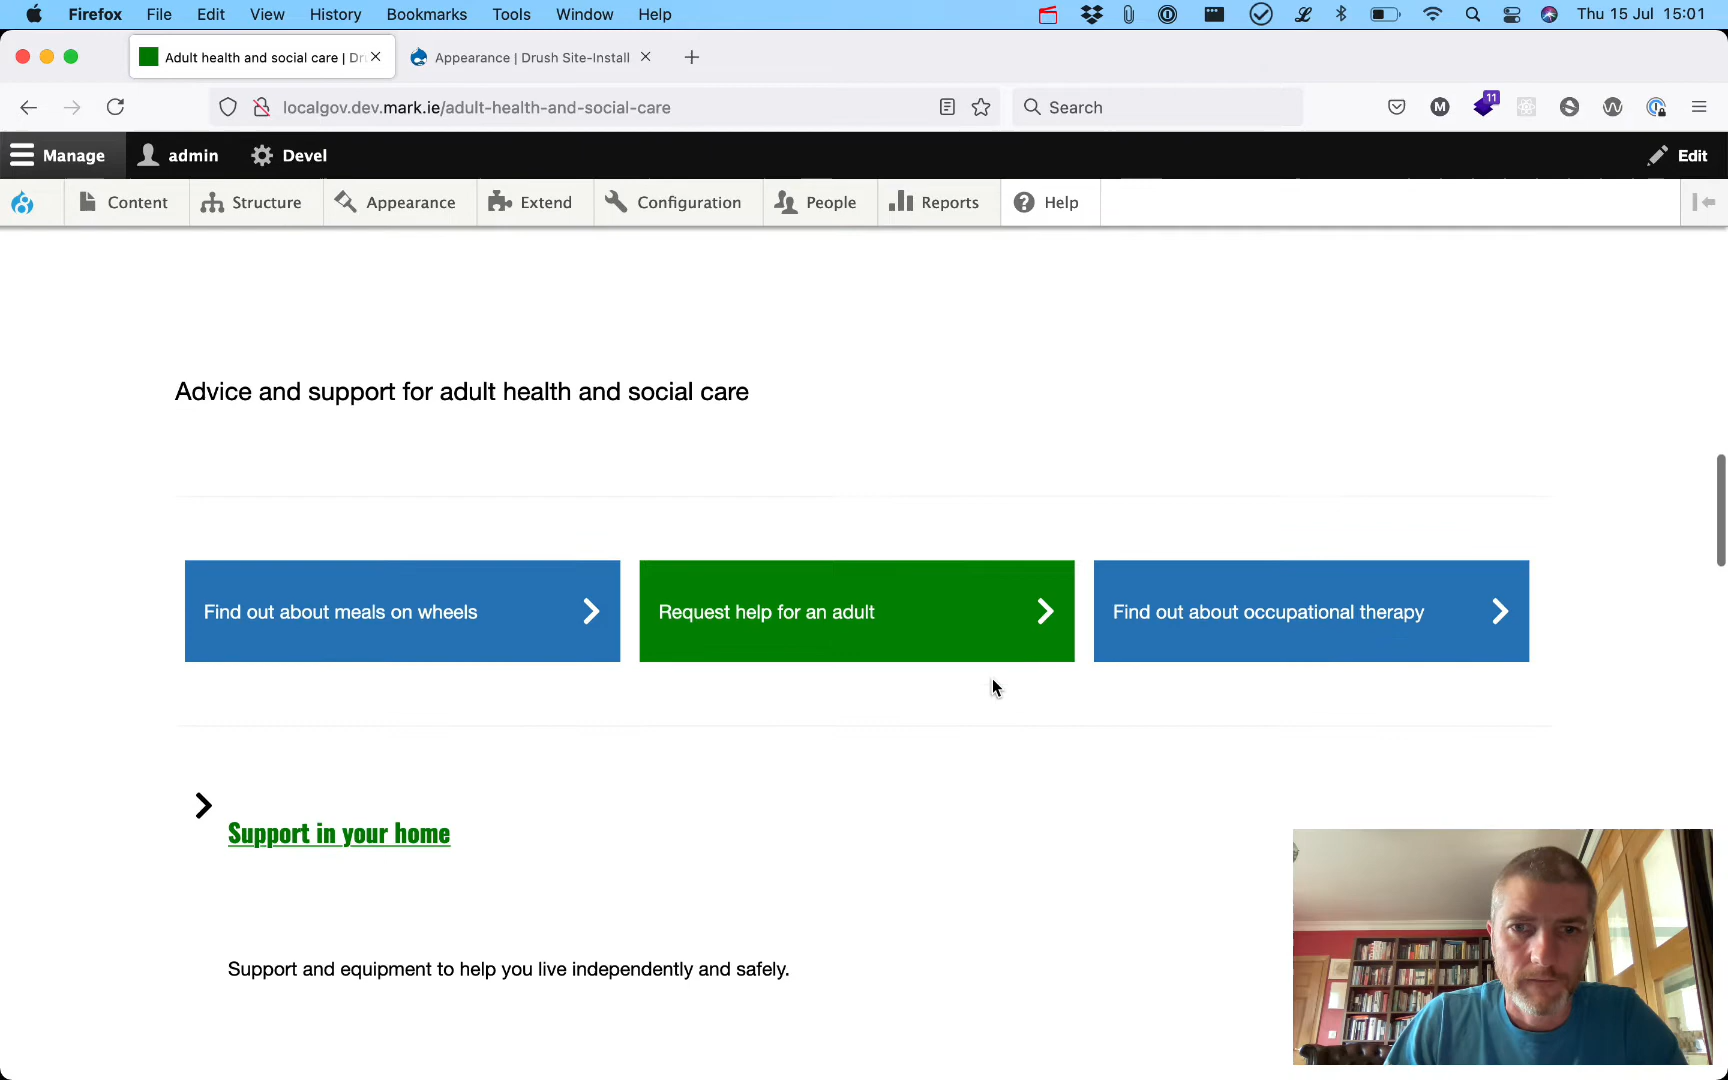 Firefox File Edit View History Bookmarks Tools Window Help Thu 15 Jul 15:01
Adult health and social care | Dr Appearance | Drush Site-Install
localgov.dev.mark.ie/adult-health-and-social-care Search M 11
Manage admin Devel Edit
Content Structure Appearance Extend Configuration People Reports Help
Advice and support for adult health and social care
Find out about meals on wheels Request help for an adult Find out about occupational therapy
Support in your home
Support and equipment to help you live independently and safely.